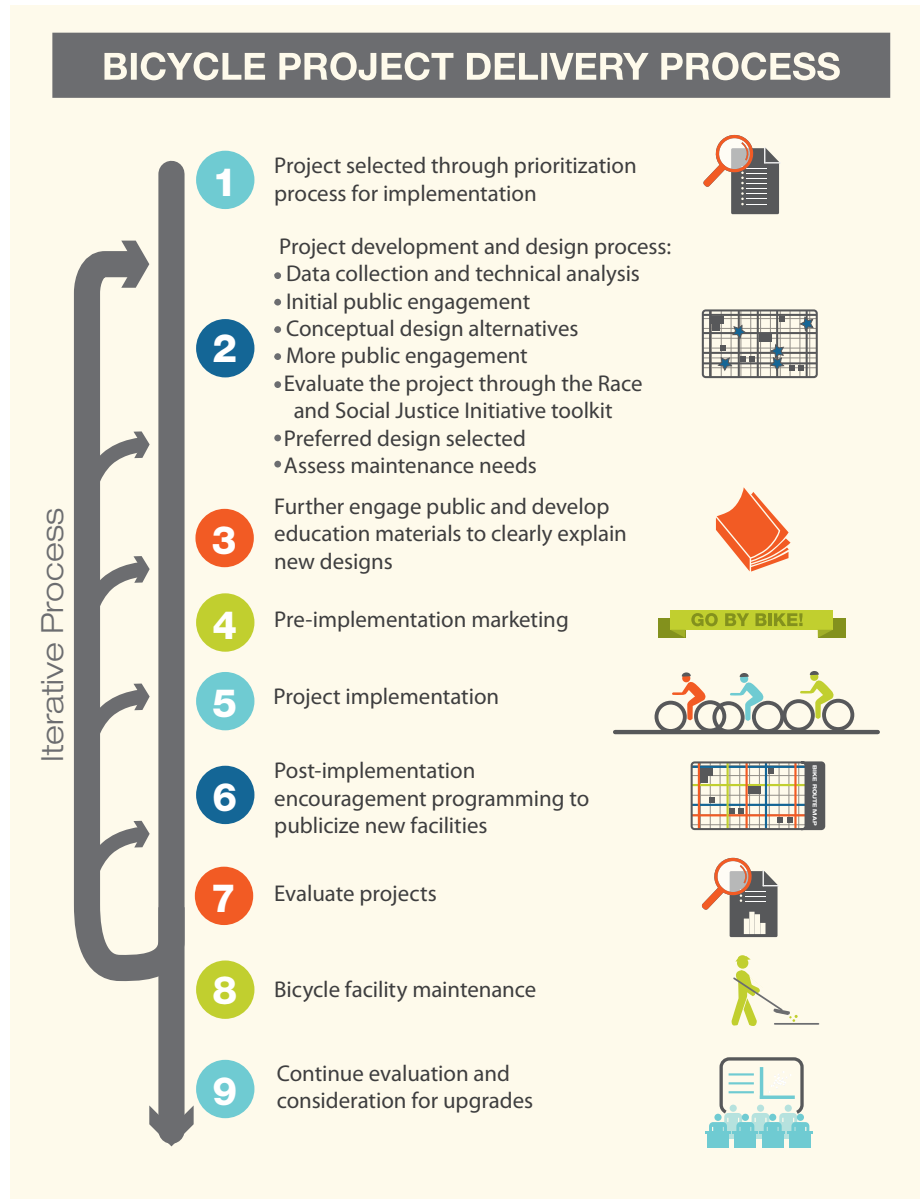 BICYCLE PROJECT DELIVERY PROCESS
1
Project selected through prioritization
process for implementation
2
Project development and design process:
• Data collection and technical analysis
• Initial public engagement
• Conceptual design alternatives
• More public engagement
• Evaluate the project through the Race
and Social Justice Initiative toolkit
• Preferred design selected
• Assess maintenance needs
3
Further engage public and develop
education materials to clearly explain
new designs
4
Pre-implementation marketing
GO BY BIKE!
5
Project implementation
6
Post-implementation
encouragement programming to
publicize new facilities
BIKE ROUTE MAP
7
Evaluate projects
8
Bicycle facility maintenance
9
Continue evaluation and
consideration for upgrades
Iterative Process